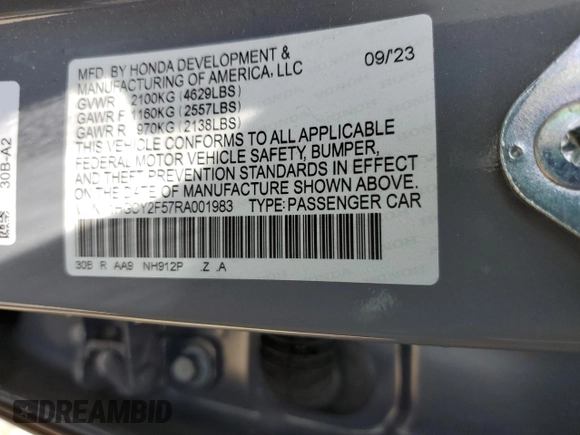 MFD. BY HONDA DEVELOPMENT &
MANUFACTURING OF AMERICA, LLC 09/23
GVWR 2100KG (4629LBS)
GAWR F 1160KG (2557LBS)
GAWR R 970KG (2138LBS)
THIS VEHICLE CONFORMS TO ALL APPLICABLE
FEDERAL MOTOR VEHICLE SAFETY, BUMPER,
AND THEFT PREVENTION STANDARDS IN EFFECT
ON THE DATE OF MANUFACTURE SHOWN ABOVE.
TYPE:PASSENGER CAR
30B R AA9 NH912P .Z .A
30B-A2
DREAMBID